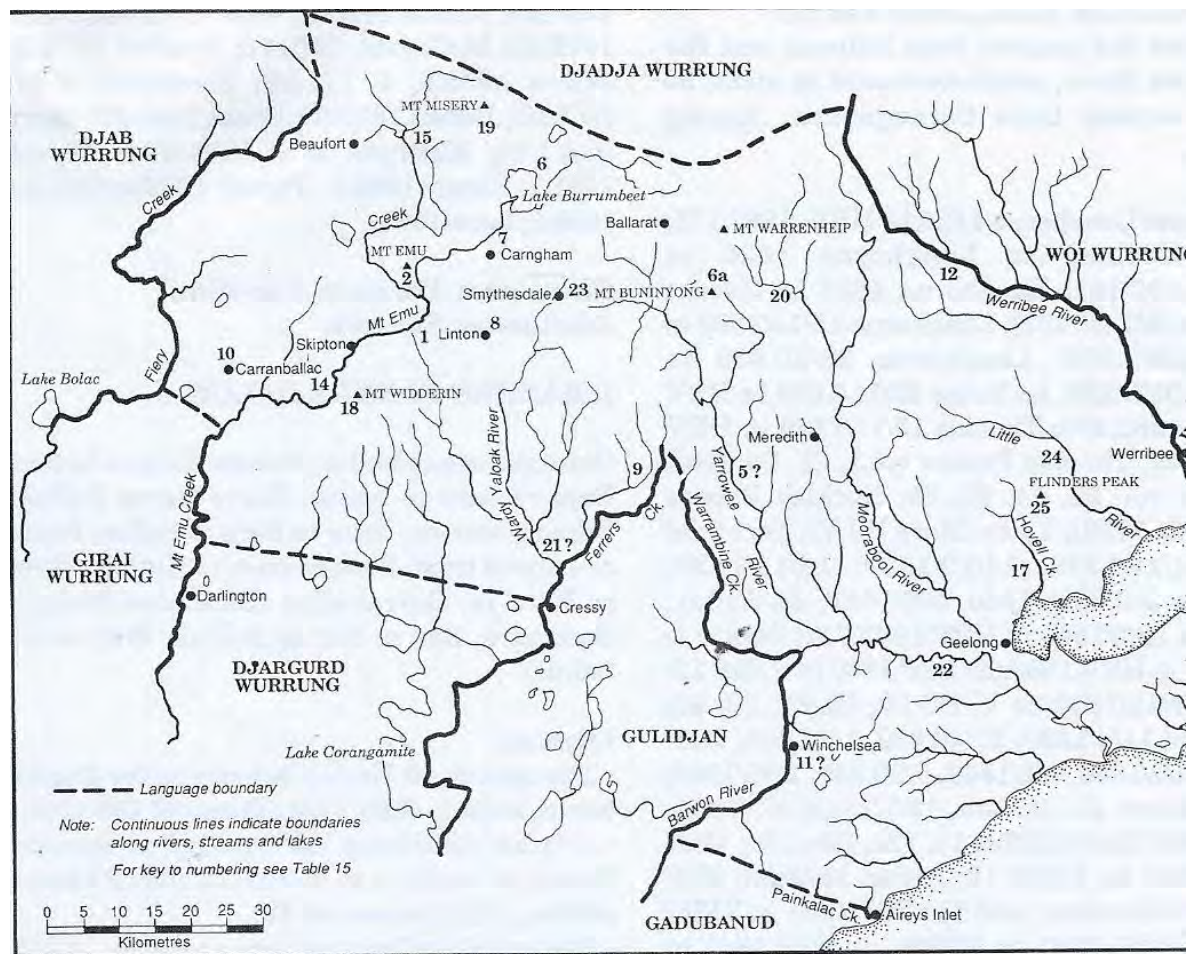 DJADJA WURRUNG
MT MISERY
19
15
DJAB
WURRUNG
Beaufort
6
Lake Burrumbeet
Creek
Creek
Ballarat
MT WARRENHEIP
7
Carngham
MT EMU
2
WOI WURRUNG
12
Werribee River
6a
23
MT BUNINYONG
20
Smythesdale
Mt Emu
1
Linton
8
Skipton
Fiery
10
Carranballac
14
Lake Bolac
18
MT WIDDERIN
Meredith
Little
River
24
FLINDERS PEAK
25
Werribee
Wardy Yaloak River
9
Yarrowee
River
5?
Moorabool River
Hovell Ck.
17
Mt Emu Creek
21?
Ferrers Ck.
Warrambine Ck.
GIRAI
WURRUNG
0
Darlington
Cressy
Geelong
22
DJARGURD
WURRUNG
Lake Corangamite
GULIDJAN
Winchelsea
11?
Barwon River
Painkalac Ck.
Aireys Inlet
GADUBANUD
Language boundary
Note: Continuous lines indicate boundaries
along rivers, streams and lakes
For key to numbering see Table 15
0 5 10 15 20 25 30
Kilometres